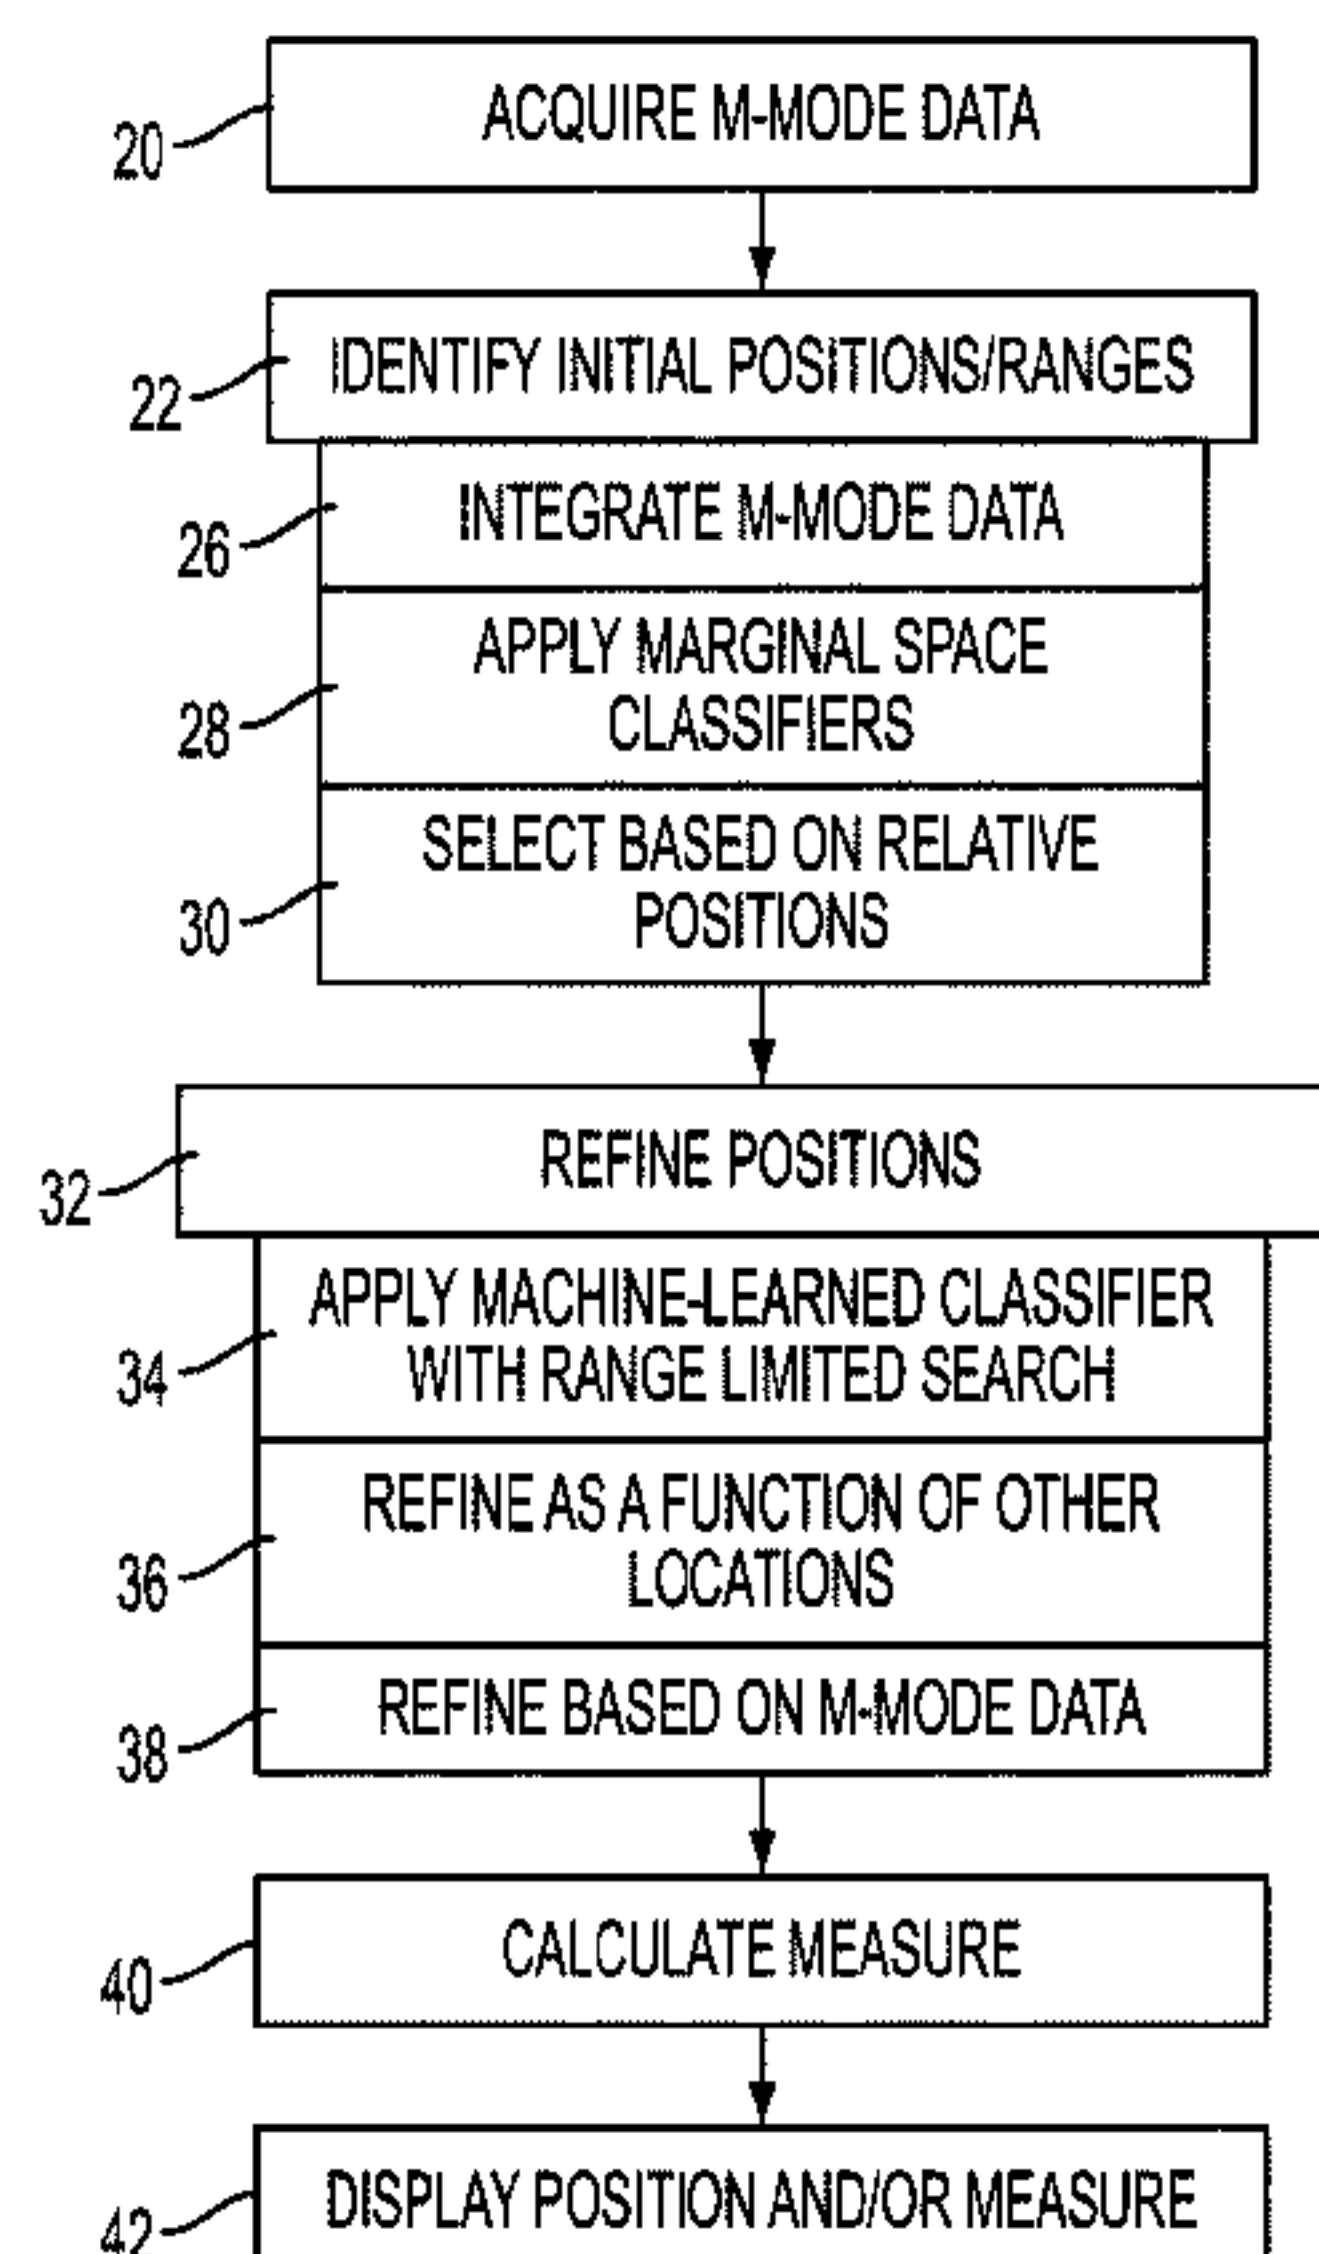 ACQUIRE M-MODE DATA
20
IDENTIFY INITIAL POSITIONS/RANGES
22
INTEGRATE M-MODE DATA
26
APPLY MARGINAL SPACE
CLASSIFIERS
28
SELECT BASED ON RELATIVE
POSITIONS
30
REFINE POSITIONS
32
APPLY MACHINE-LEARNED CLASSIFIER
WITH RANGE LIMITED SEARCH
34
REFINE AS A FUNCTION OF OTHER
LOCATIONS
36
REFINE BASED ON M-MODE DATA
38
CALCULATE MEASURE
40
DISPLAY POSITION AND/OR MEASURE
42